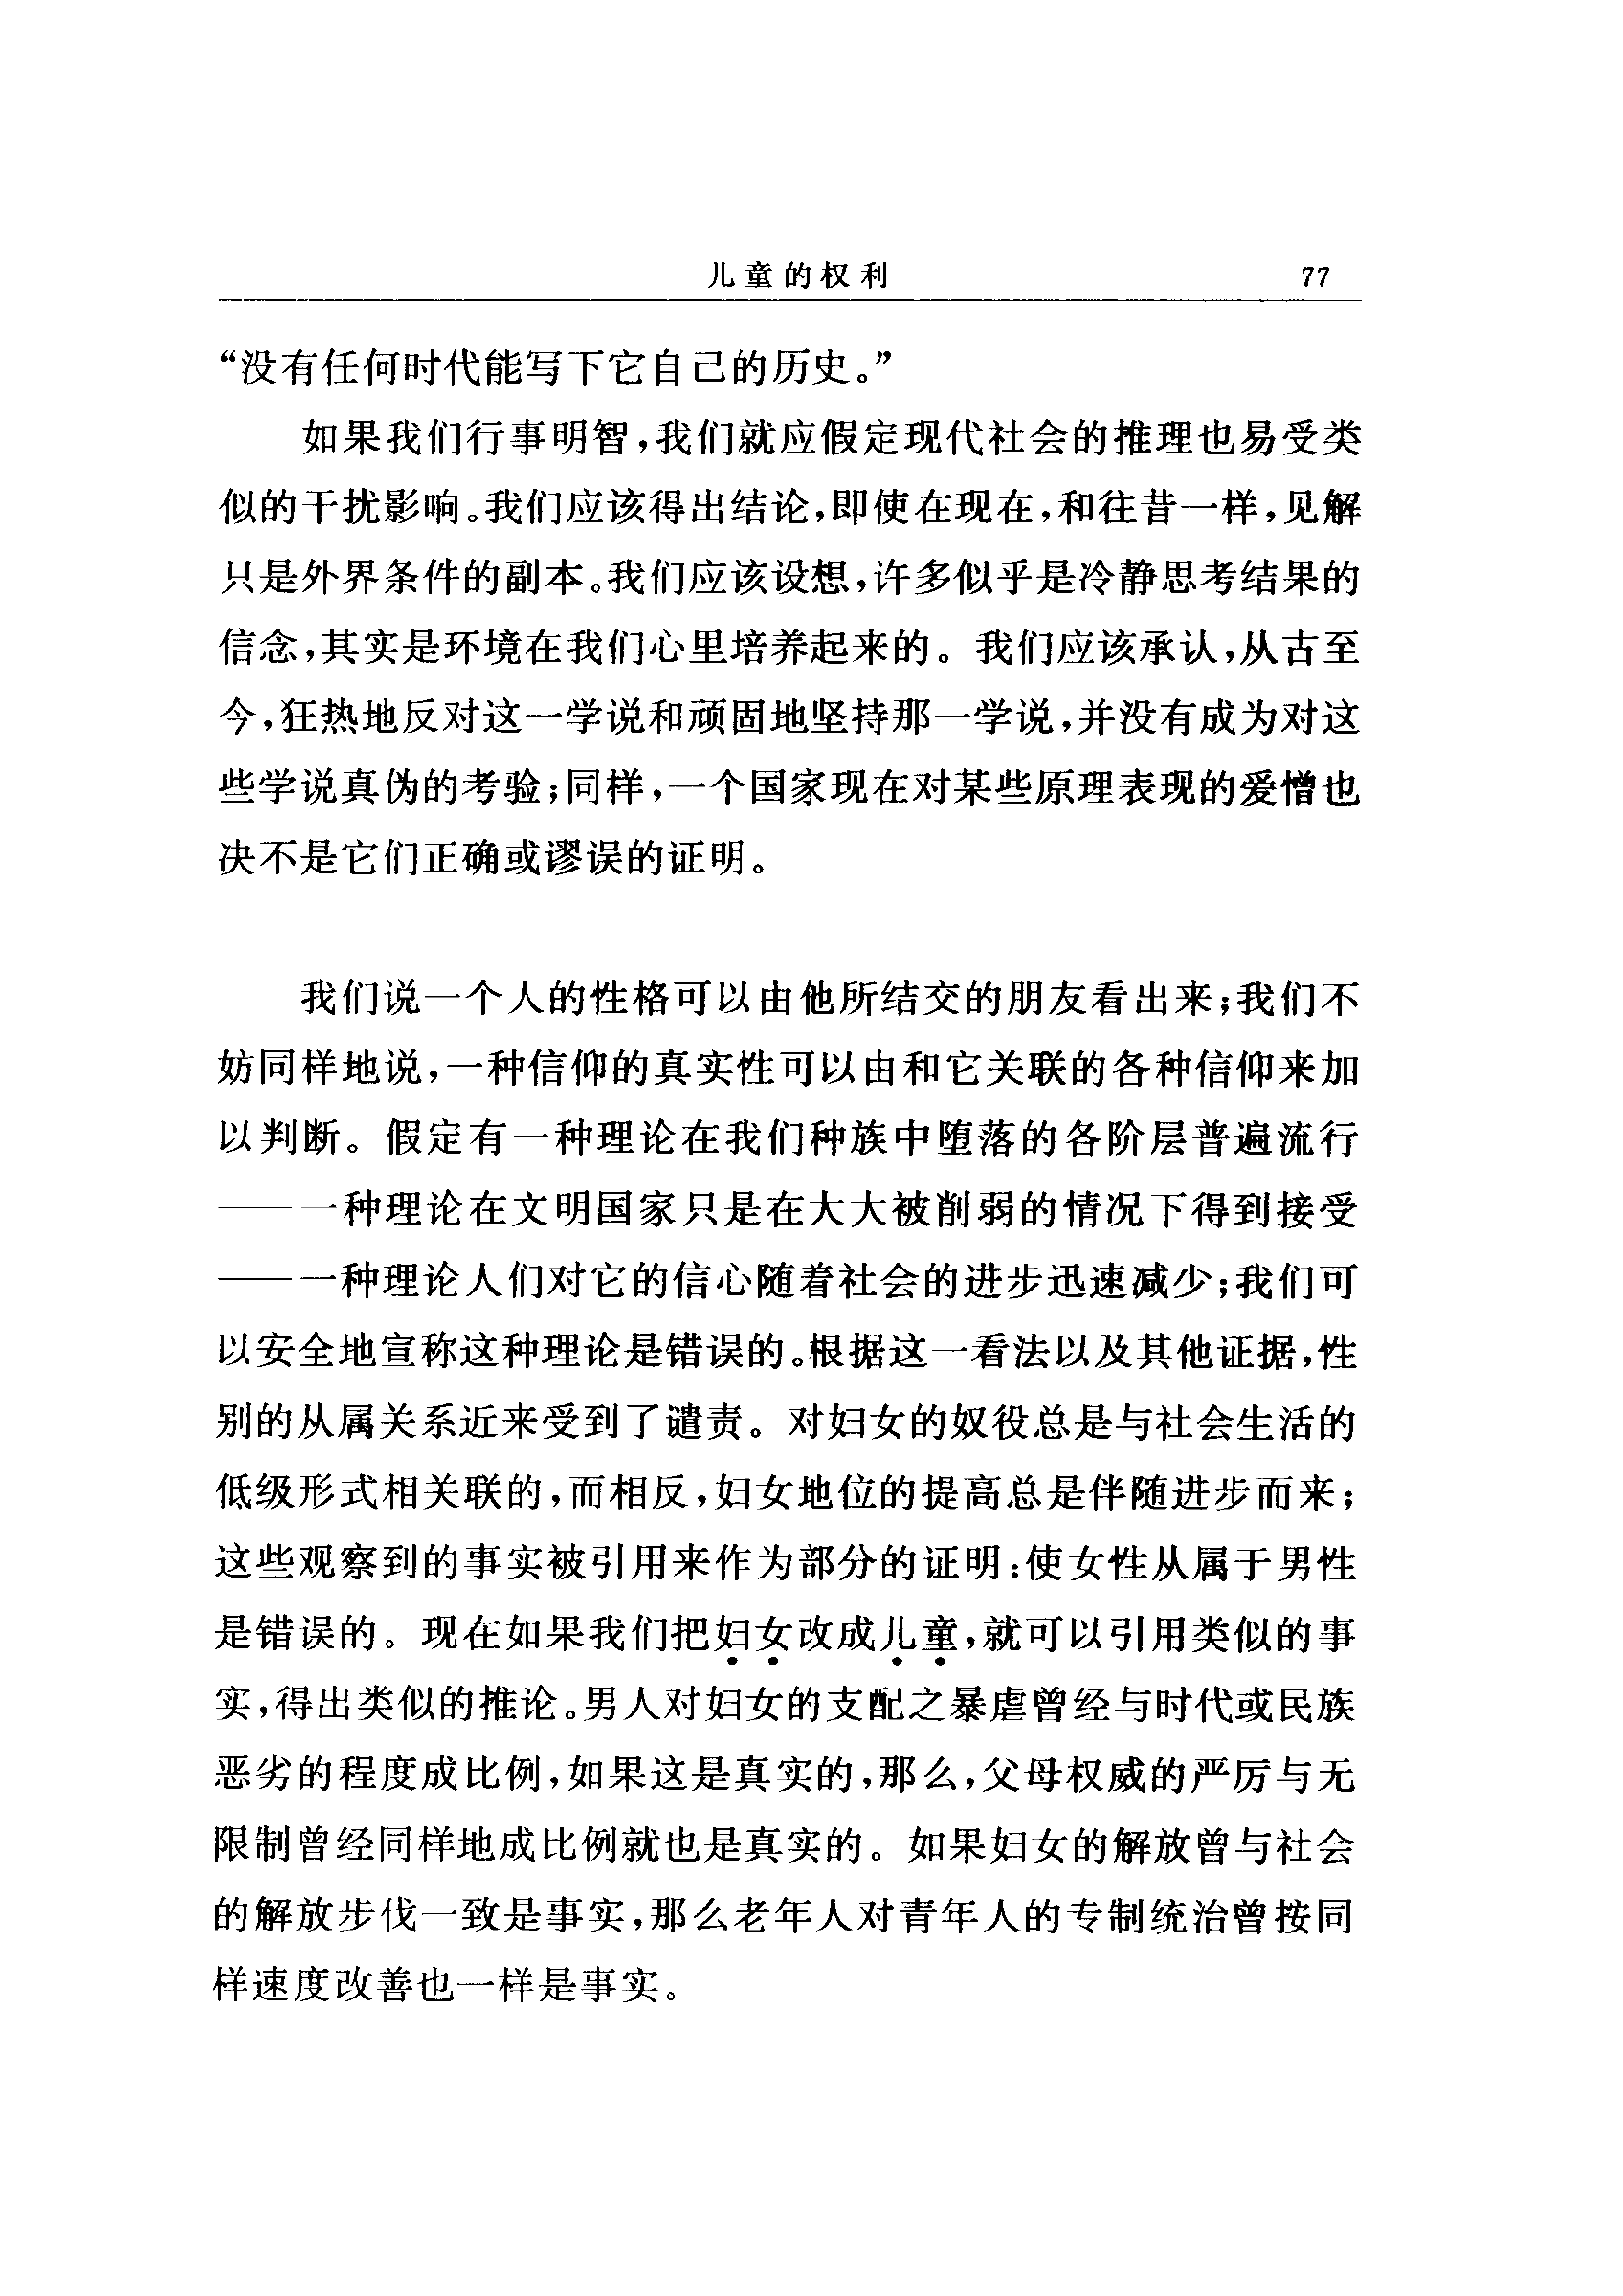 儿童的权利 77
“没有任何时代能写下它自己的历史。”
如果我们行事明智，我们就应假定现代社会的推理也易受类
似的干扰影响。我们应该得出结论，即使在现在，和往昔一样，见解
只是外界条件的副本。我们应该设想，许多似乎是冷静思考结果的
信念，其实是环境在我们心里培养起来的。我们应该承认，从古至
今，狂热地反对这一学说和顽固地坚持那一学说，并没有成为对这
些学说真伪的考验；同样，一个国家现在对某些原理表现的爱憎也
决不是它们正确或谬误的证明。
我们说一个人的性格可以由他所结交的朋友看出来；我们不
妨同样地说，一种信仰的真实性可以由和它关联的各种信仰来加
以判断。假定有一种理论在我们种族中堕落的各阶层普遍流行
——一种理论在文明国家只是在大大被削弱的情况下得到接受
——一种理论人们对它的信心随着社会的进步迅速减少；我们可
以安全地宣称这种理论是错误的。根据这一看法以及其他证据，性
别的从属关系近来受到了谴责。对妇女的奴役总是与社会生活的
低级形式相关联的，而相反，妇女地位的提高总是伴随进步而来；
这些观察到的事实被引用来作为部分的证明：使女性从属于男性
是错误的。现在如果我们把妇女改成儿童，就可以引用类似的事
实，得出类似的推论。男人对妇女的支配之暴虐曾经与时代或民族
恶劣的程度成比例，如果这是真实的，那么，父母权威的严厉与无
限制曾经同样地成比例就也是真实的。如果妇女的解放曾与社会
的解放步伐一致是事实，那么老年人对青年人的专制统治曾按同
样速度改善也一样是事实。